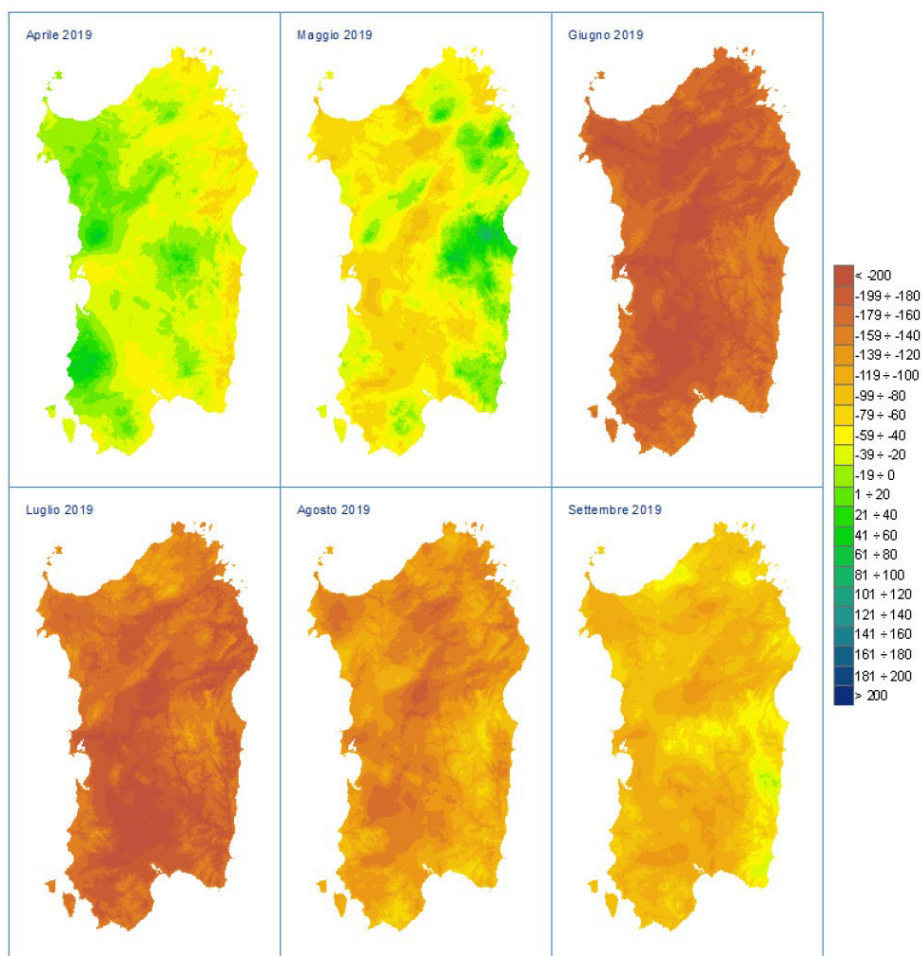 Aprile 2019
Maggio 2019
Giugno 2019
Luglio 2019
Agosto 2019
Settembre 2019
< -200
-199 ÷ -180
-179 ÷ -160
-159 ÷ -140
-139 ÷ -120
-119 ÷ -100
-99 ÷ -80
-79 ÷ -60
-59 ÷ -40
-39 ÷ -20
-19 ÷ 0
1 ÷ 20
21 ÷ 40
41 ÷ 60
61 ÷ 80
81 ÷ 100
101 ÷ 120
121 ÷ 140
141 ÷ 160
161 ÷ 180
181 ÷ 200
> 200